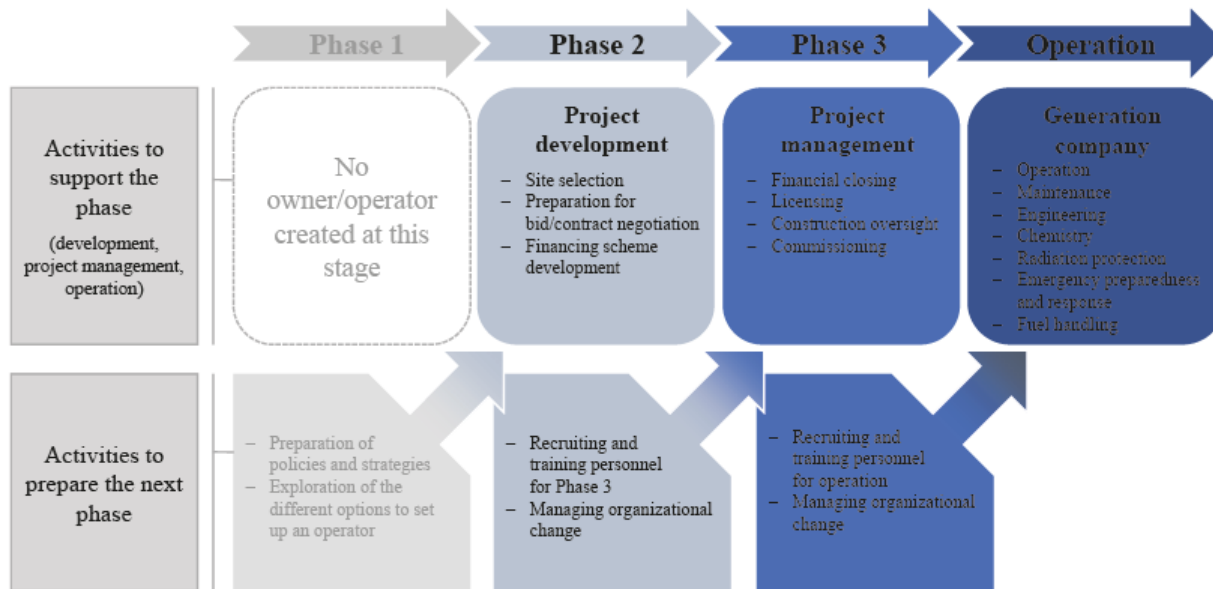 Phase 1
Phase 2
Phase 3
Operation
Activities to
support the
phase
(development,
project management,
operation)
No
owner/operator
created at this
stage
Project
development
– Site selection
– Preparation for
bid/contract negotiation
– Financing scheme
development
Project
management
– Financial closing
– Licensing
– Construction oversight
– Commissioning
Generation
company
– Operation
– Maintenance
– Engineering
– Chemistry
– Radiation protection
– Emergency preparedness
and response
– Fuel handling
Activities to
prepare the next
phase
– Preparation of
policies and strategies
– Exploration of the
different options to set
up an operator
– Recruiting and
training personnel
for Phase 3
– Managing organizational
change
– Recruiting and
training personnel
for operation
– Managing organizational
change